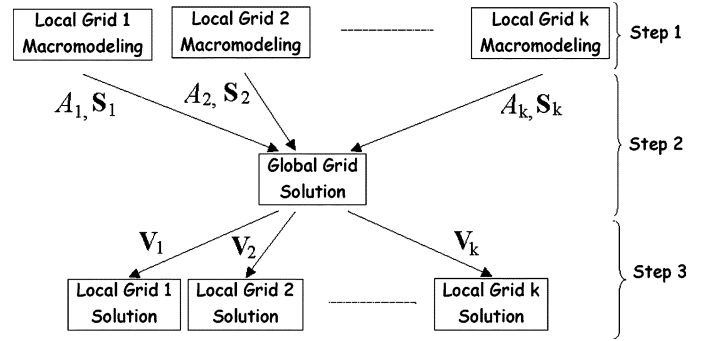 Local Grid 1
Macromodeling
Local Grid 2
Macromodeling
Local Grid k
Macromodeling
Step 1
A1, S1
A2, S2
Ak, Sk
Step 2
Global Grid
Solution
V1
V2
Vk
Step 3
Local Grid 1
Solution
Local Grid 2
Solution
Local Grid k
Solution